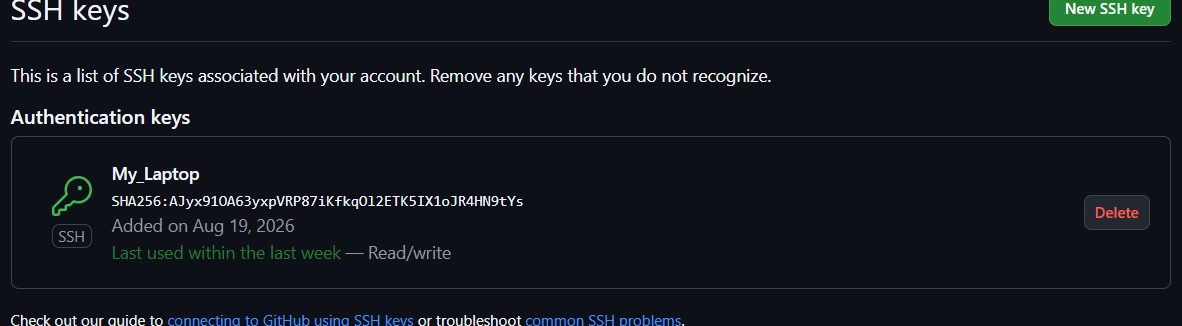 SSH keys
New SSH key
This is a list of SSH keys associated with your account. Remove any keys that you do not recognize.
Authentication keys
My_Laptop
SHA256:AJyx91OA63yxpVRP87iKfkqOl2ETK5IX1oJR4HN9tYs
SSH
Added on Aug 19, 2026
Last used within the last week — Read/write
Delete
Check out our guide to connecting to GitHub using SSH keys or troubleshoot common SSH problems.